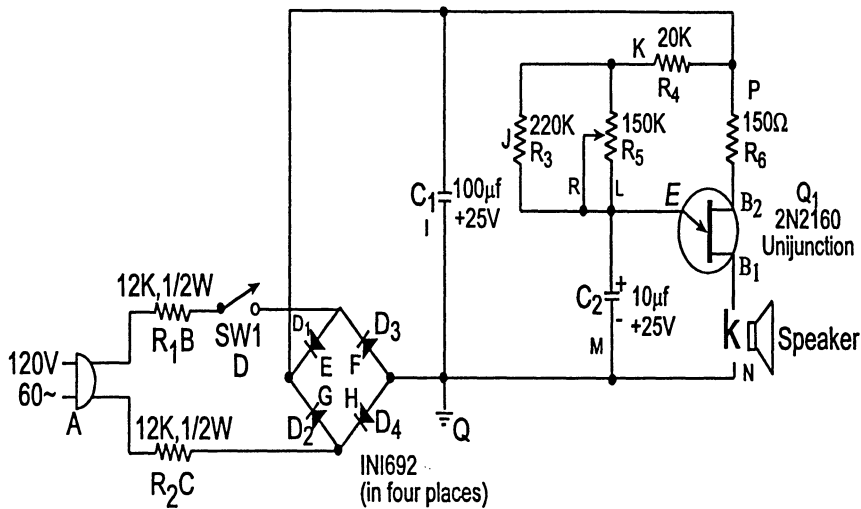 K 20K
R4
P
J 220K
R3
150K
R5
150Ω
R6
R
L
E
B2
Q1
2N2160
Unijunction
B1
C1 100µf
+25V
I
C2
+ 10µf
- +25V
M
K Speaker
N
12K,1/2W
R1B
SW1
D
D1
E
D3
F
120V
60~
A
G
D2
H
D4
12K,1/2W
R2C
Q
INI692
(in four places)